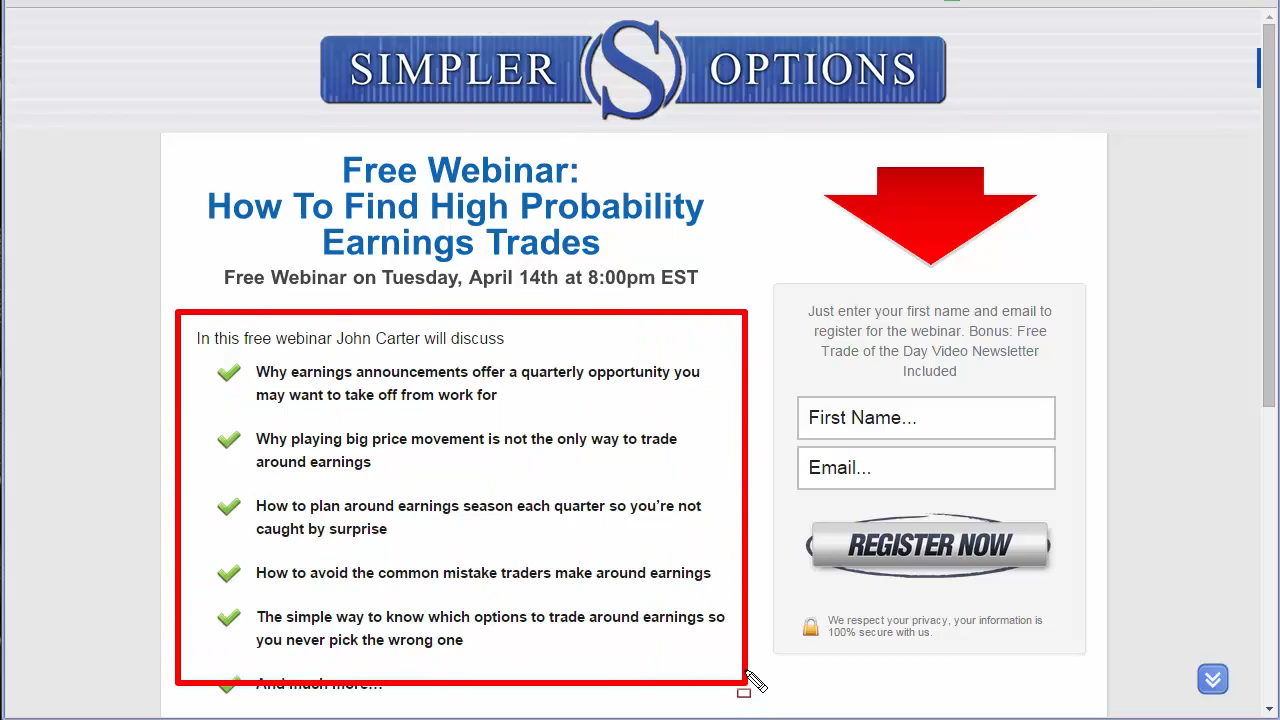 SIMPLER S OPTIONS
Free Webinar:
How To Find High Probability
Earnings Trades
Free Webinar on Tuesday, April 14th at 8:00pm EST
In this free webinar John Carter will discuss
Why earnings announcements offer a quarterly opportunity you
may want to take off from work for
Why playing big price movement is not the only way to trade
around earnings
How to plan around earnings season each quarter so you're not
caught by surprise
How to avoid the common mistake traders make around earnings
The simple way to know which options to trade around earnings so
you never pick the wrong one
And much more...
Just enter your first name and email to
register for the webinar. Bonus: Free
Trade of the Day Video Newsletter
Included
First Name...
Email...
REGISTER NOW
We respect your privacy, your information is
100% secure with us.